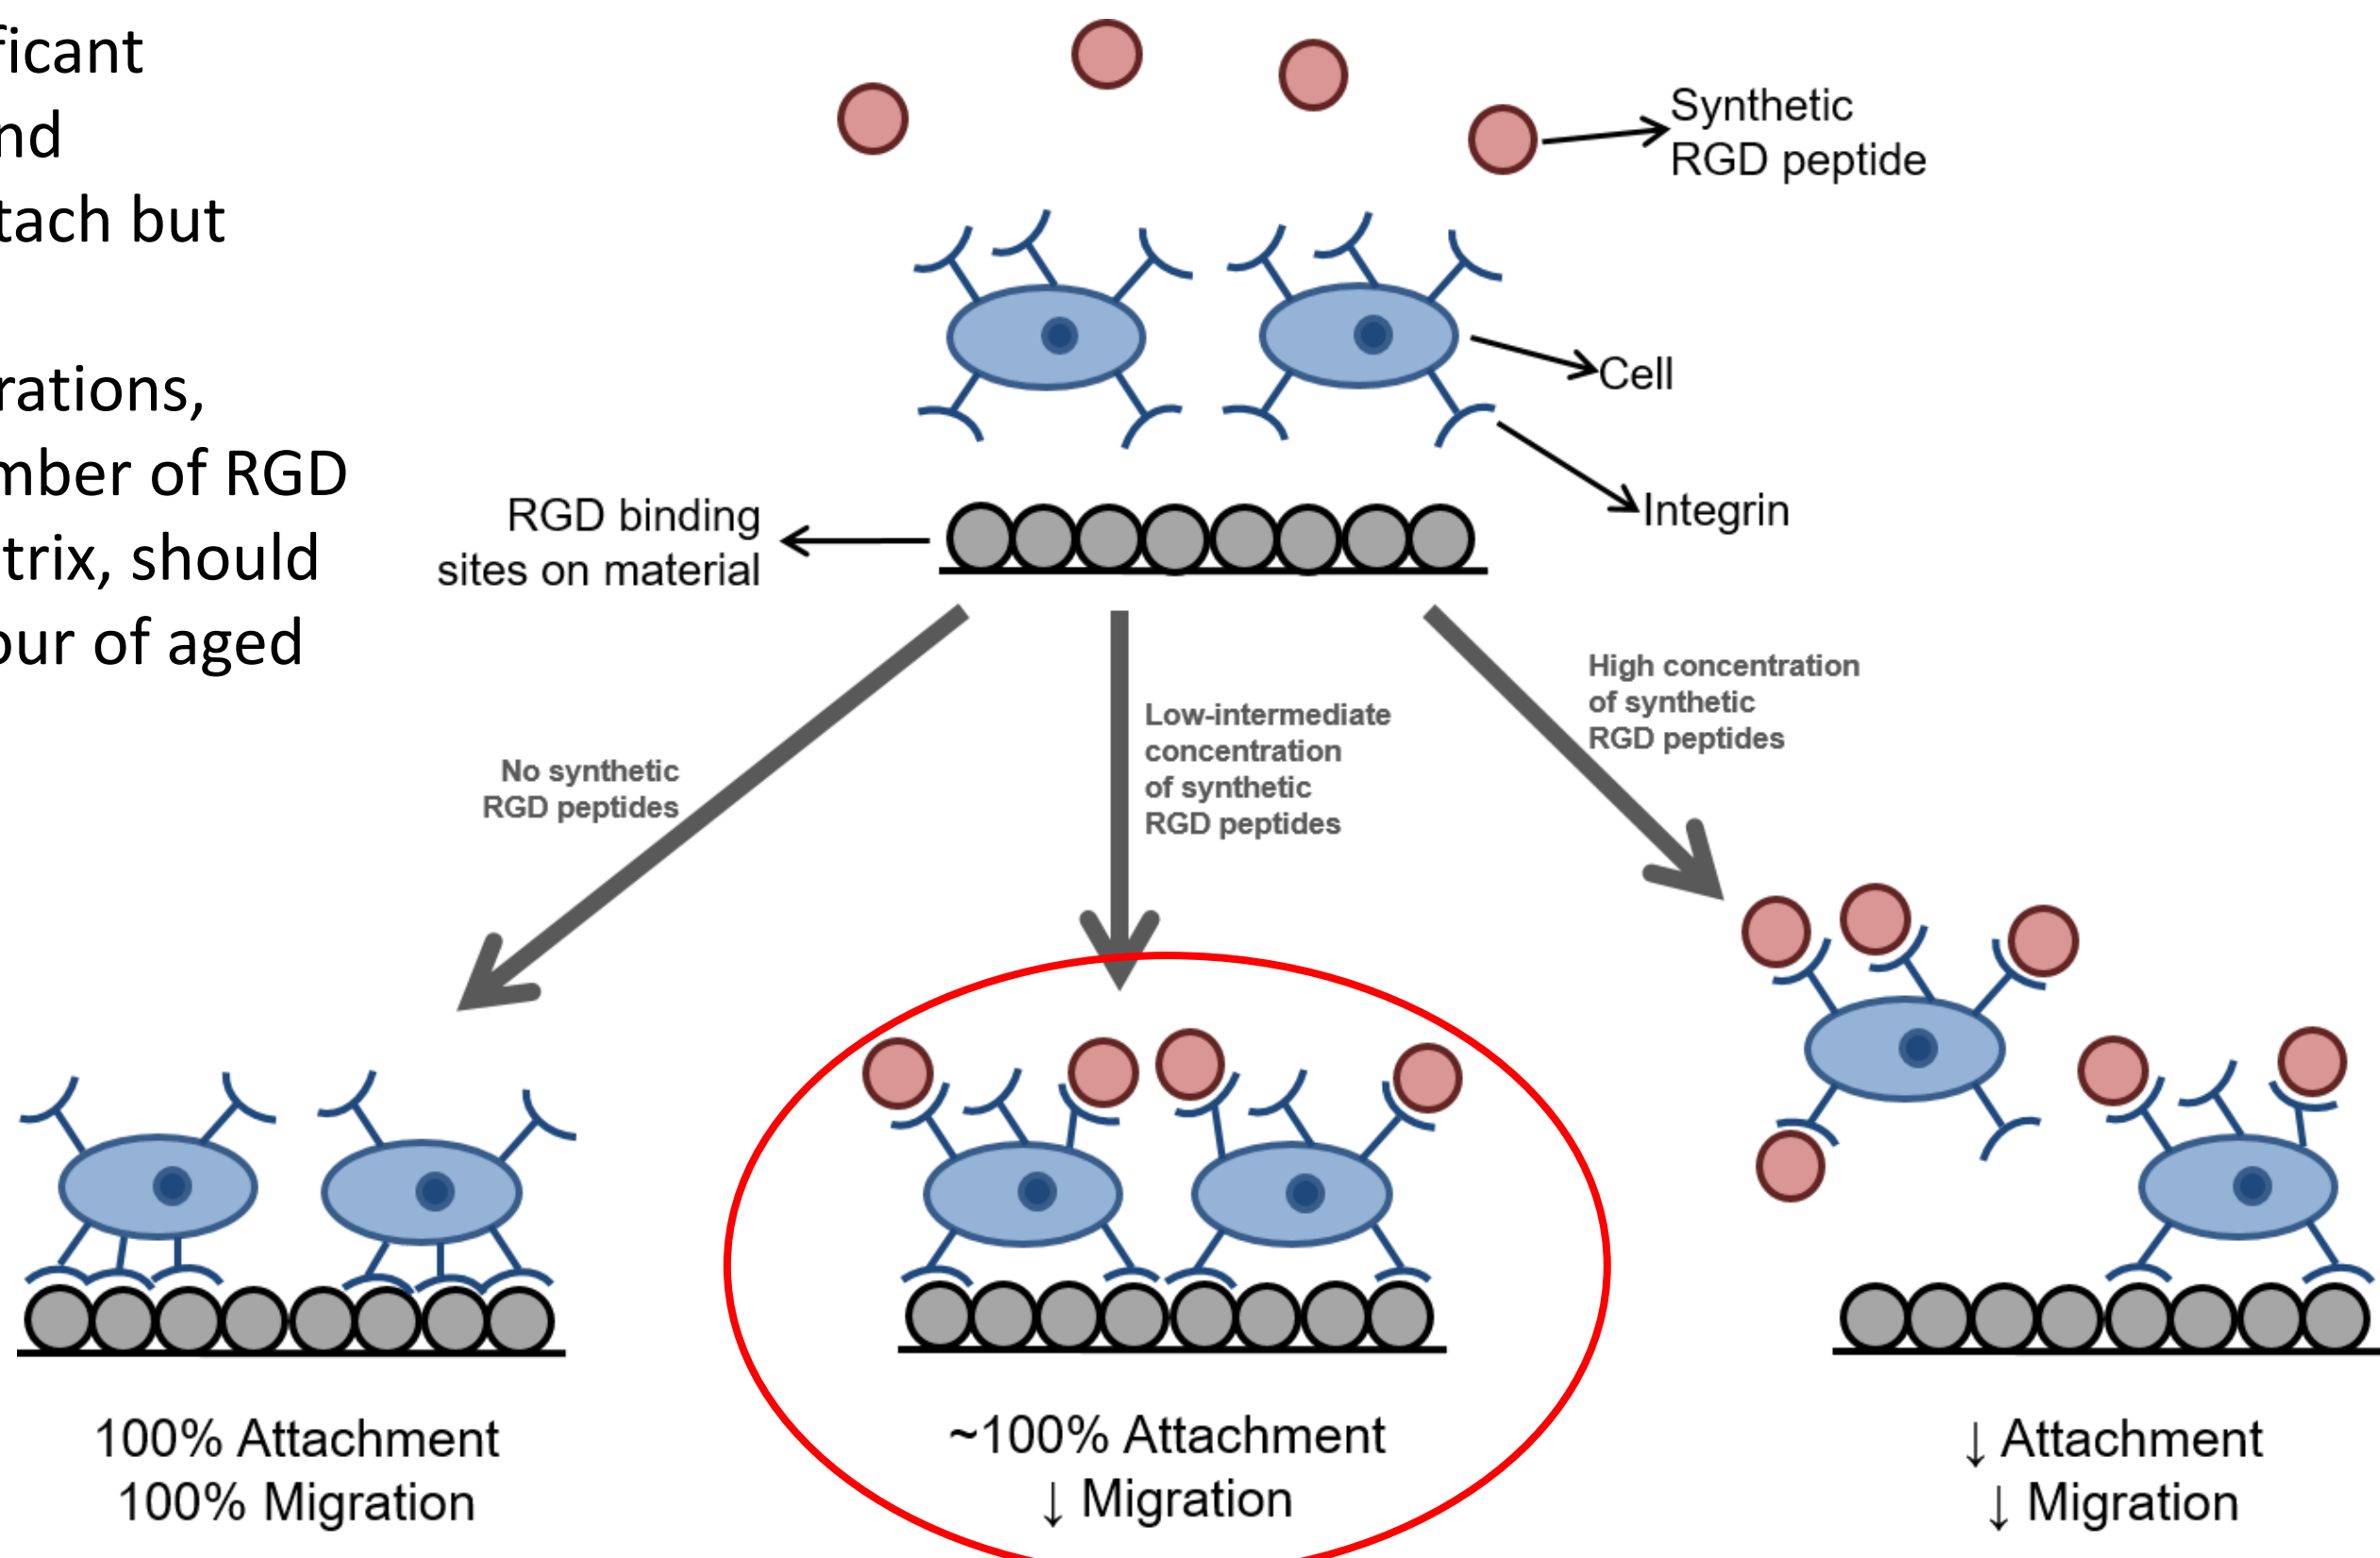 ficant
nd
tach but
rations,
mber of RGD
trix, should
our of aged
Synthetic
RGD peptide
Cell
Integrin
RGD binding
sites on material
No synthetic
RGD peptides
Low-intermediate
concentration
of synthetic
RGD peptides
High concentration
of synthetic
RGD peptides
100% Attachment
100% Migration
~100% Attachment
↓ Migration
↓ Attachment
↓ Migration